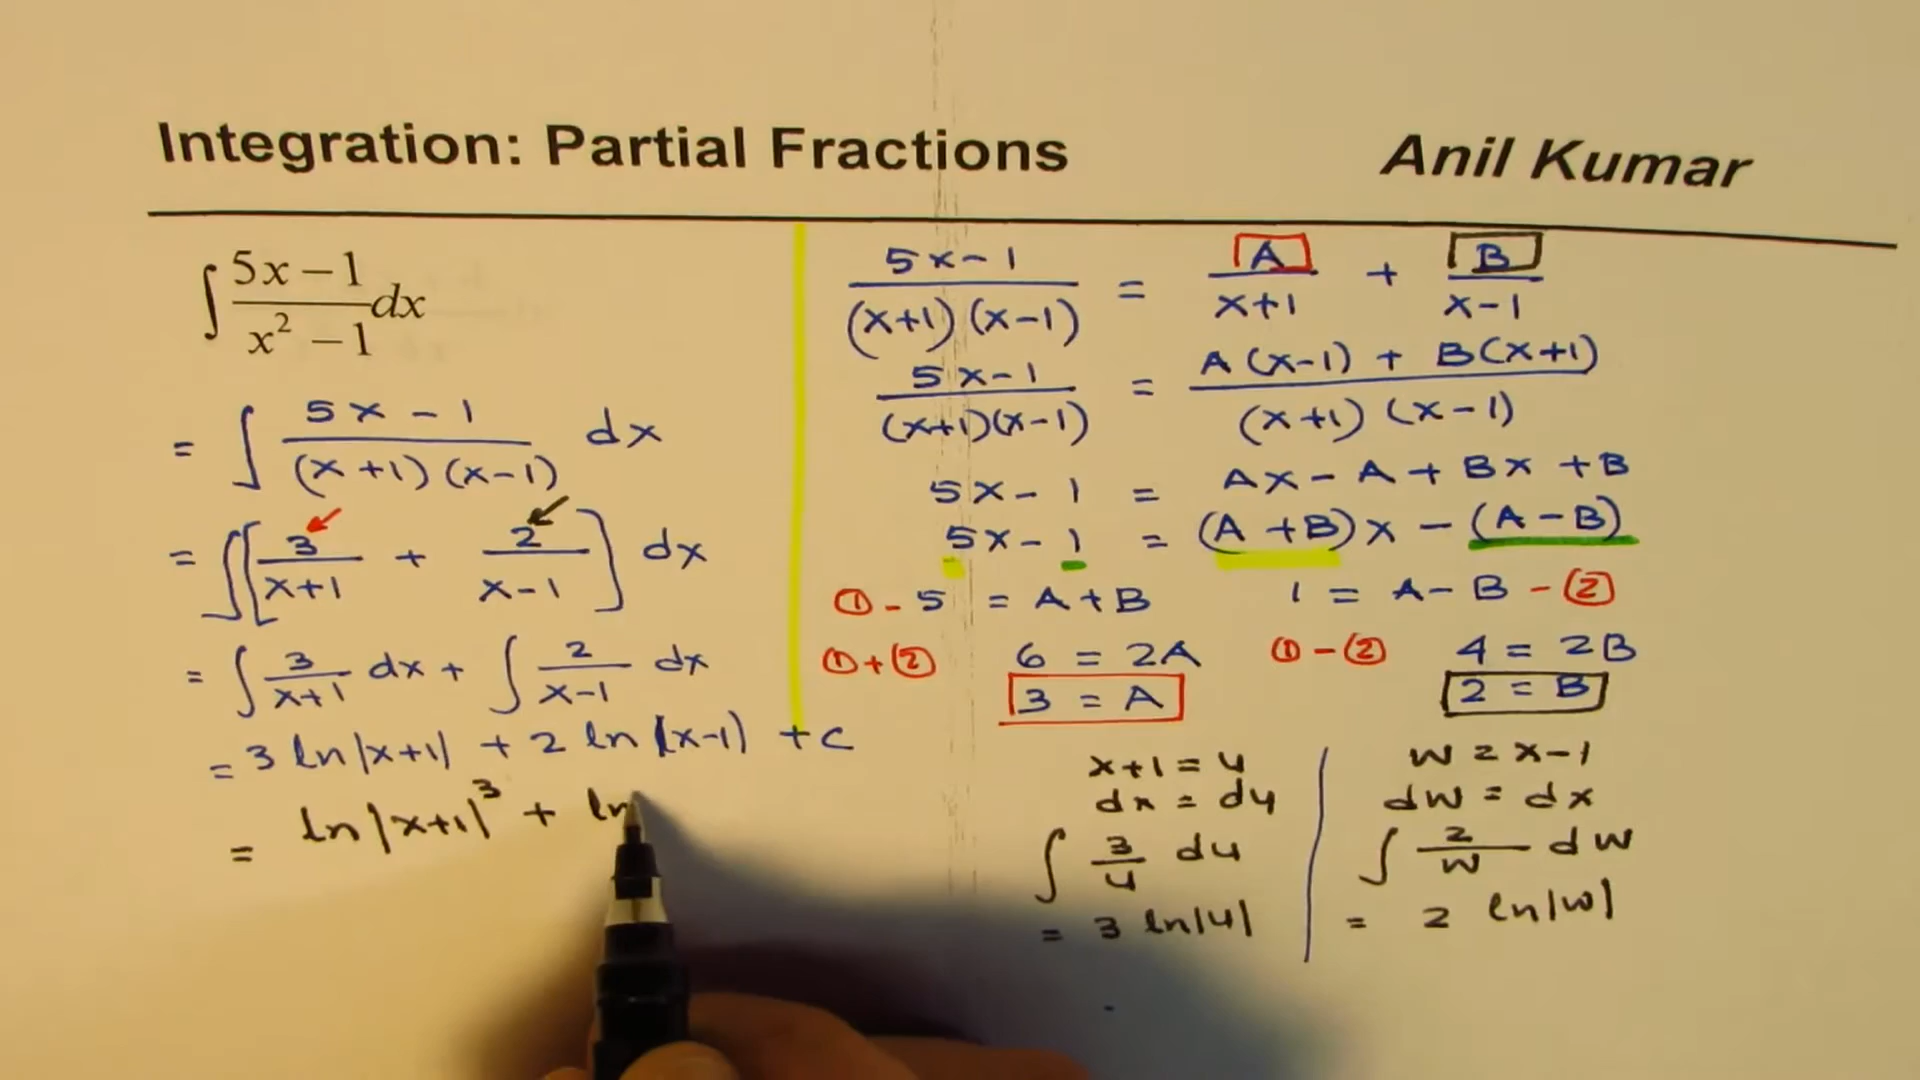 Integration: Partial Fractions Anil Kumar
∫ (5x − 1)/(x² − 1) dx
= ∫ (5x − 1)/((x+1)(x−1)) dx
= ∫[3/(x+1) + 2/(x−1)] dx
= ∫ 3/(x+1) dx + ∫ 2/(x−1) dx
= 3 ln|x+1| + 2 ln|x−1| + c
= ln|x+1|³ + ln
(5x−1)/((x+1)(x−1)) = A/(x+1) + B/(x−1)
(5x−1)/((x+1)(x−1)) = (A(x−1) + B(x+1))/((x+1)(x−1))
5x − 1 = Ax − A + Bx + B
5x − 1 = (A + B)x − (A − B)
① − 5 = A + B 1 = A − B − ②
① + ② 6 = 2A ① − ② 4 = 2B
3 = A 2 = B
x+1 = u w = x−1
dx = du dw = dx
∫ 3/u du ∫ 2/w dw
= 3 ln|u| = 2 ln|w|